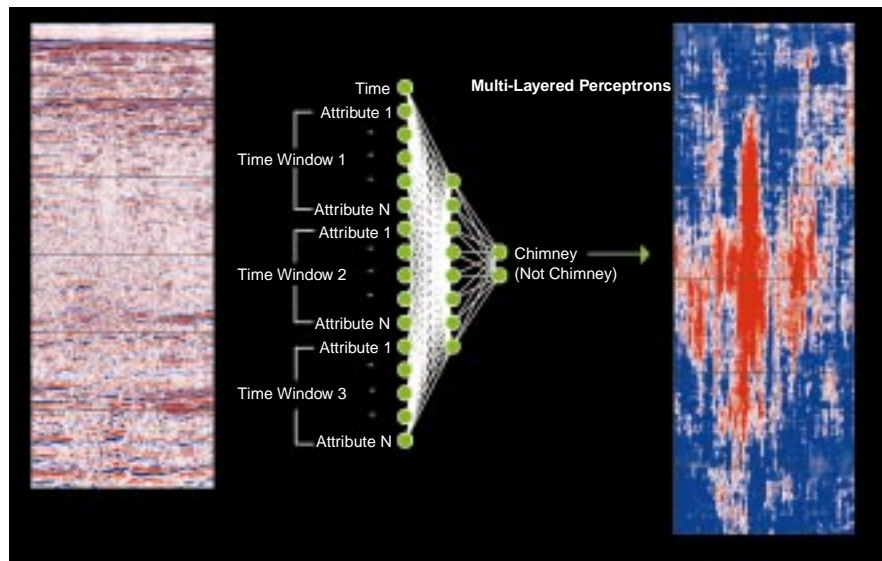 Time
Multi-Layered Perceptrons
Attribute 1
Time Window 1
Attribute N
Attribute 1
Chimney
(Not Chimney)
Time Window 2
Attribute N
Attribute 1
Time Window 3
Attribute N